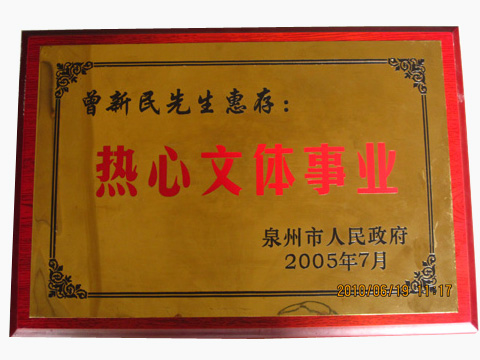 曾新民先生惠存：
热心文体事业
泉州市人民政府
2005年7月
2013/06/19 11:17